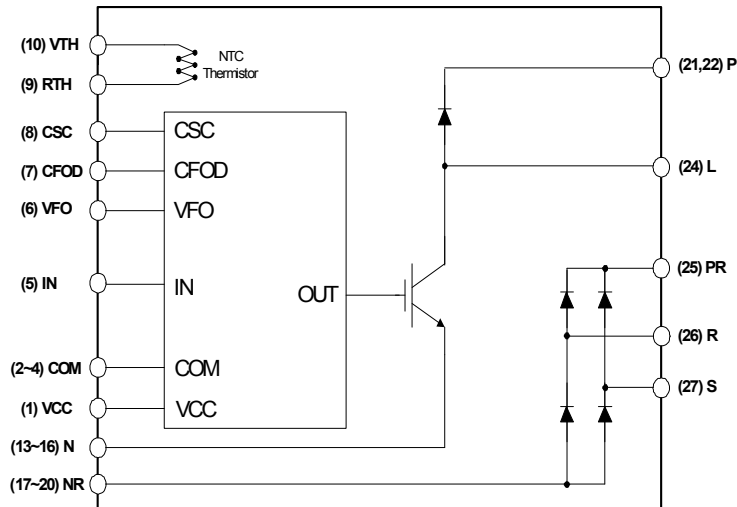 (10) VTH
(9) RTH
(8) CSC
(7) CFOD
(6) VFO
(5) IN
(2~4) COM
(1) VCC
(13~16) N
(17~20) NR
NTC
Thermistor
CSC
CFOD
VFO
IN
OUT
COM
VCC
(21,22) P
(24) L
(25) PR
(26) R
(27) S